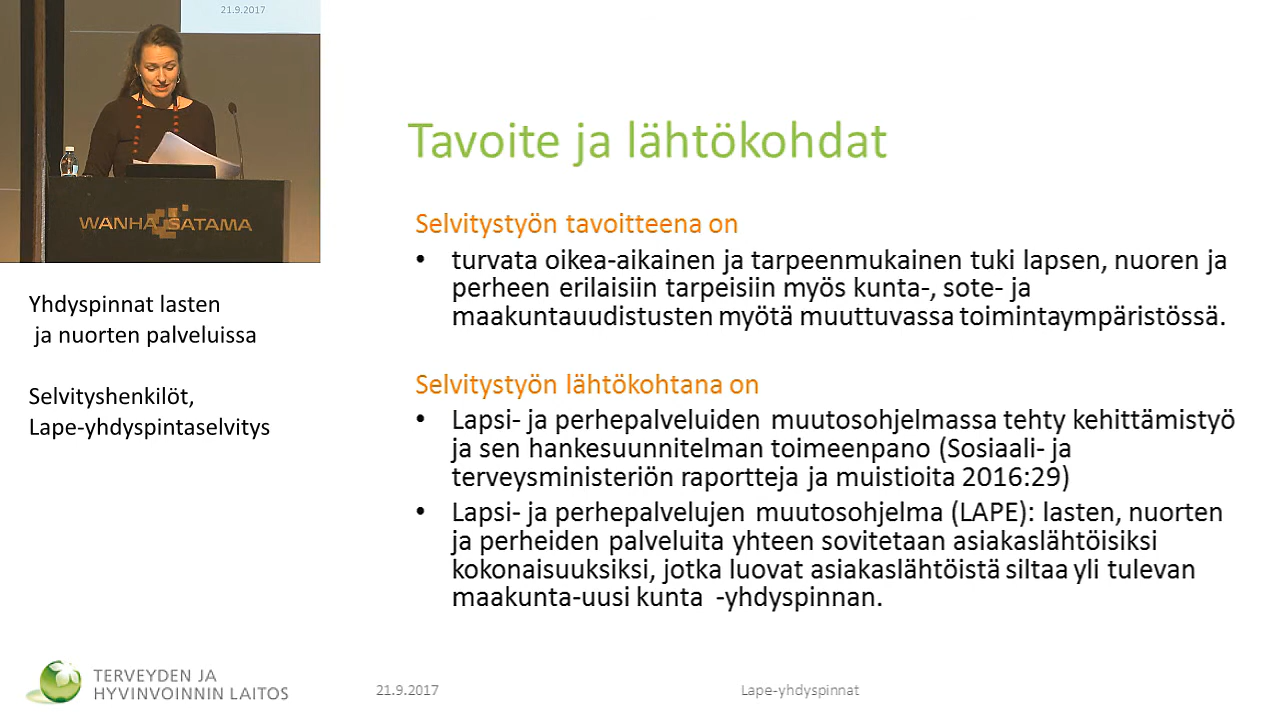 21.9.2017
WANHA SATAMA
Yhdyspinnat lasten
ja nuorten palveluissa
Selvityshenkilöt,
Lape-yhdyspintaselvitys
Tavoite ja lähtökohdat
Selvitystyön tavoitteena on
• turvata oikea-aikainen ja tarpeenmukainen tuki lapsen, nuoren ja
perheen erilaisiin tarpeisiin myös kunta-, sote- ja
maakuntauudistusten myötä muuttuvassa toimintaympäristössä.
Selvitystyön lähtökohtana on
• Lapsi- ja perhepalveluiden muutosohjelmassa tehty kehittämistyö
ja sen hankesuunnitelman toimeenpano (Sosiaali- ja
terveysministeriön raportteja ja muistioita 2016:29)
• Lapsi- ja perhepalvelujen muutosohjelma (LAPE): lasten, nuorten
ja perheiden palveluita yhteen sovitetaan asiakaslähtöisiksi
kokonaisuuksiksi, jotka luovat asiakaslähtöistä siltaa yli tulevan
maakunta-uusi kunta -yhdyspinnan.
TERVEYDEN JA
HYVINVOINNIN LAITOS
21.9.2017
Lape-yhdyspinnat